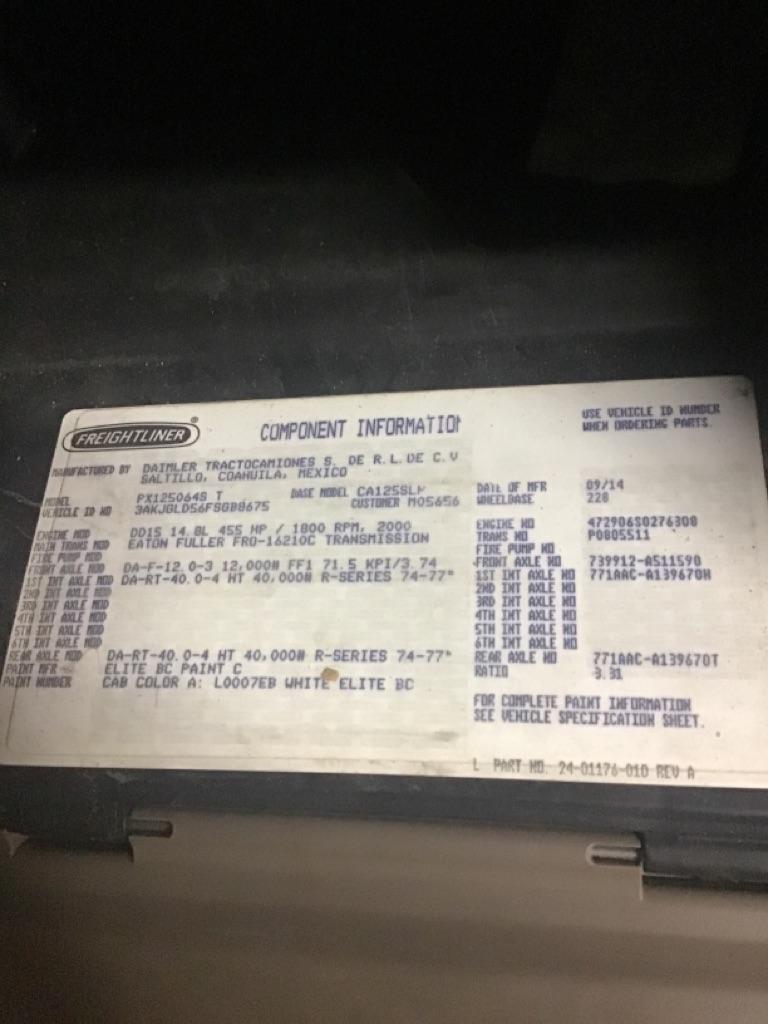 FREIGHTLINER®
COMPONENT INFORMATION
USE VEHICLE ID NUMBER
WHEN ORDERING PARTS.
MANUFACTURED BY DAIMLER TRACTOCAMIONES S. DE R.L.DE C.V
SALTILLO, COAHUILA, MEXICO
MODEL PX125064S T BASE MODEL CA125SLP DATE OF MFR 09/14
VEHICLE ID NO 3AKJGLD56FSGB8675 CUSTOMER M05656 WHEELBASE 228
ENGINE MOD DD15 14.8L 455 HP / 1800 RPM, 2000 ENGINE NO 472906S0276308
MAIN TRANS MOD EATON FULLER FRO-16210C TRANSMISSION TRANS NO P0805511
FIRE PUMP MOD FIRE PUMP NO
FRONT AXLE MOD DA-F-12.0-3 12,000# FF1 71.5 KPI/3.74 FRONT AXLE NO 739912-A511590
1ST INT AXLE MOD DA-RT-40.0-4 HT 40,000# R-SERIES 74-77" 1ST INT AXLE NO 771AAC-A139670H
2ND INT AXLE MOD 2ND INT AXLE NO
3RD INT AXLE MOD 3RD INT AXLE NO
4TH INT AXLE MOD 4TH INT AXLE NO
5TH INT AXLE MOD 5TH INT AXLE NO
6TH INT AXLE MOD 6TH INT AXLE NO
REAR AXLE MOD DA-RT-40.0-4 HT 40,000# R-SERIES 74-77" REAR AXLE NO 771AAC-A139670T
PAINT MFR ELITE BC PAINT C RATIO 3.31
PAINT NUMBER CAB COLOR A: L0007EB WHITE ELITE BC
FOR COMPLETE PAINT INFORMATION
SEE VEHICLE SPECIFICATION SHEET.
L PART NO. 24-01176-010 REV A